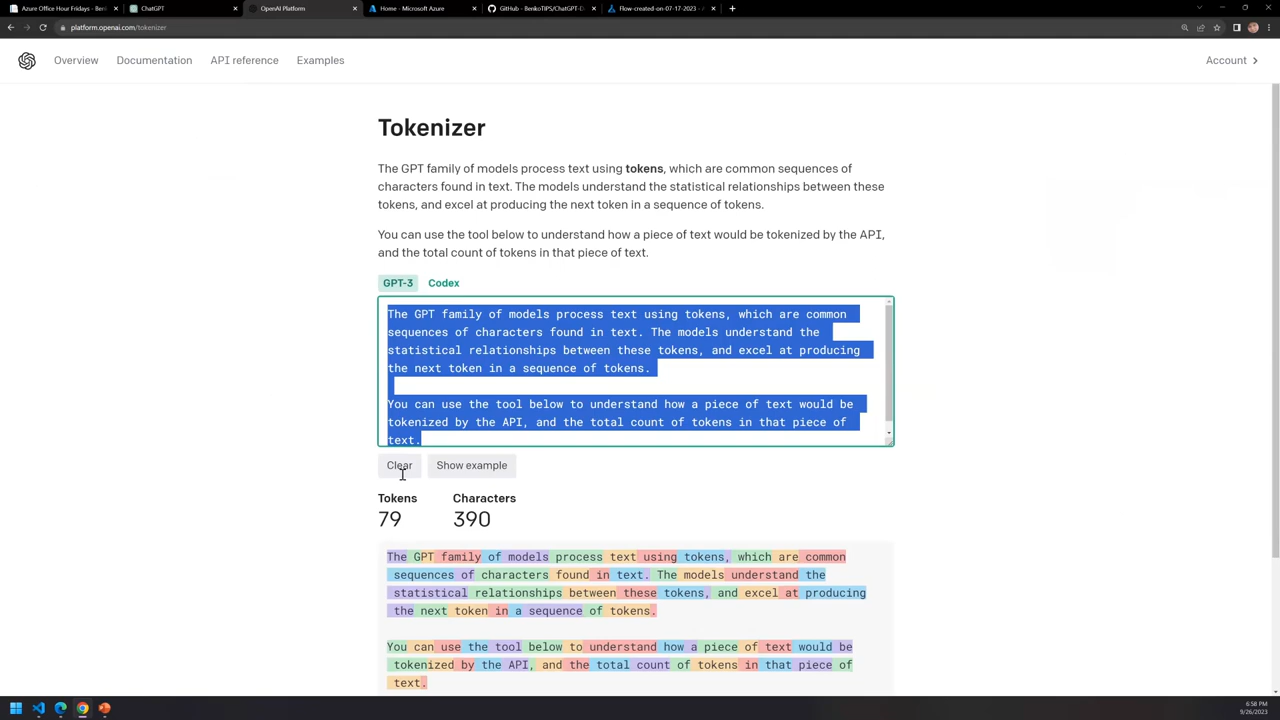 Azure Office Hour Fridays - Ben
ChatGPT
OpenAI Platform
Home - Microsoft Azure
GitHub - BenkoTIPS/ChatGPT-D
Flow-created-on-07-17-2023 - A
platform.openai.com/tokenizer
Overview
Documentation
API reference
Examples
Account
Tokenizer
The GPT family of models process text using tokens, which are common sequences of
characters found in text. The models understand the statistical relationships between these
tokens, and excel at producing the next token in a sequence of tokens.
You can use the tool below to understand how a piece of text would be tokenized by the API,
and the total count of tokens in that piece of text.
GPT-3
Codex
The GPT family of models process text using tokens, which are common
sequences of characters found in text. The models understand the
statistical relationships between these tokens, and excel at producing
the next token in a sequence of tokens.
You can use the tool below to understand how a piece of text would be
tokenized by the API, and the total count of tokens in that piece of
text.
Clear
Show example
Tokens
Characters
79
390
The GPT family of models process text using tokens, which are common
sequences of characters found in text. The models understand the
statistical relationships between these tokens, and excel at producing
the next token in a sequence of tokens.
You can use the tool below to understand how a piece of text would be
tokenized by the API, and the total count of tokens in that piece of
text.
6:58 PM
9/26/2023